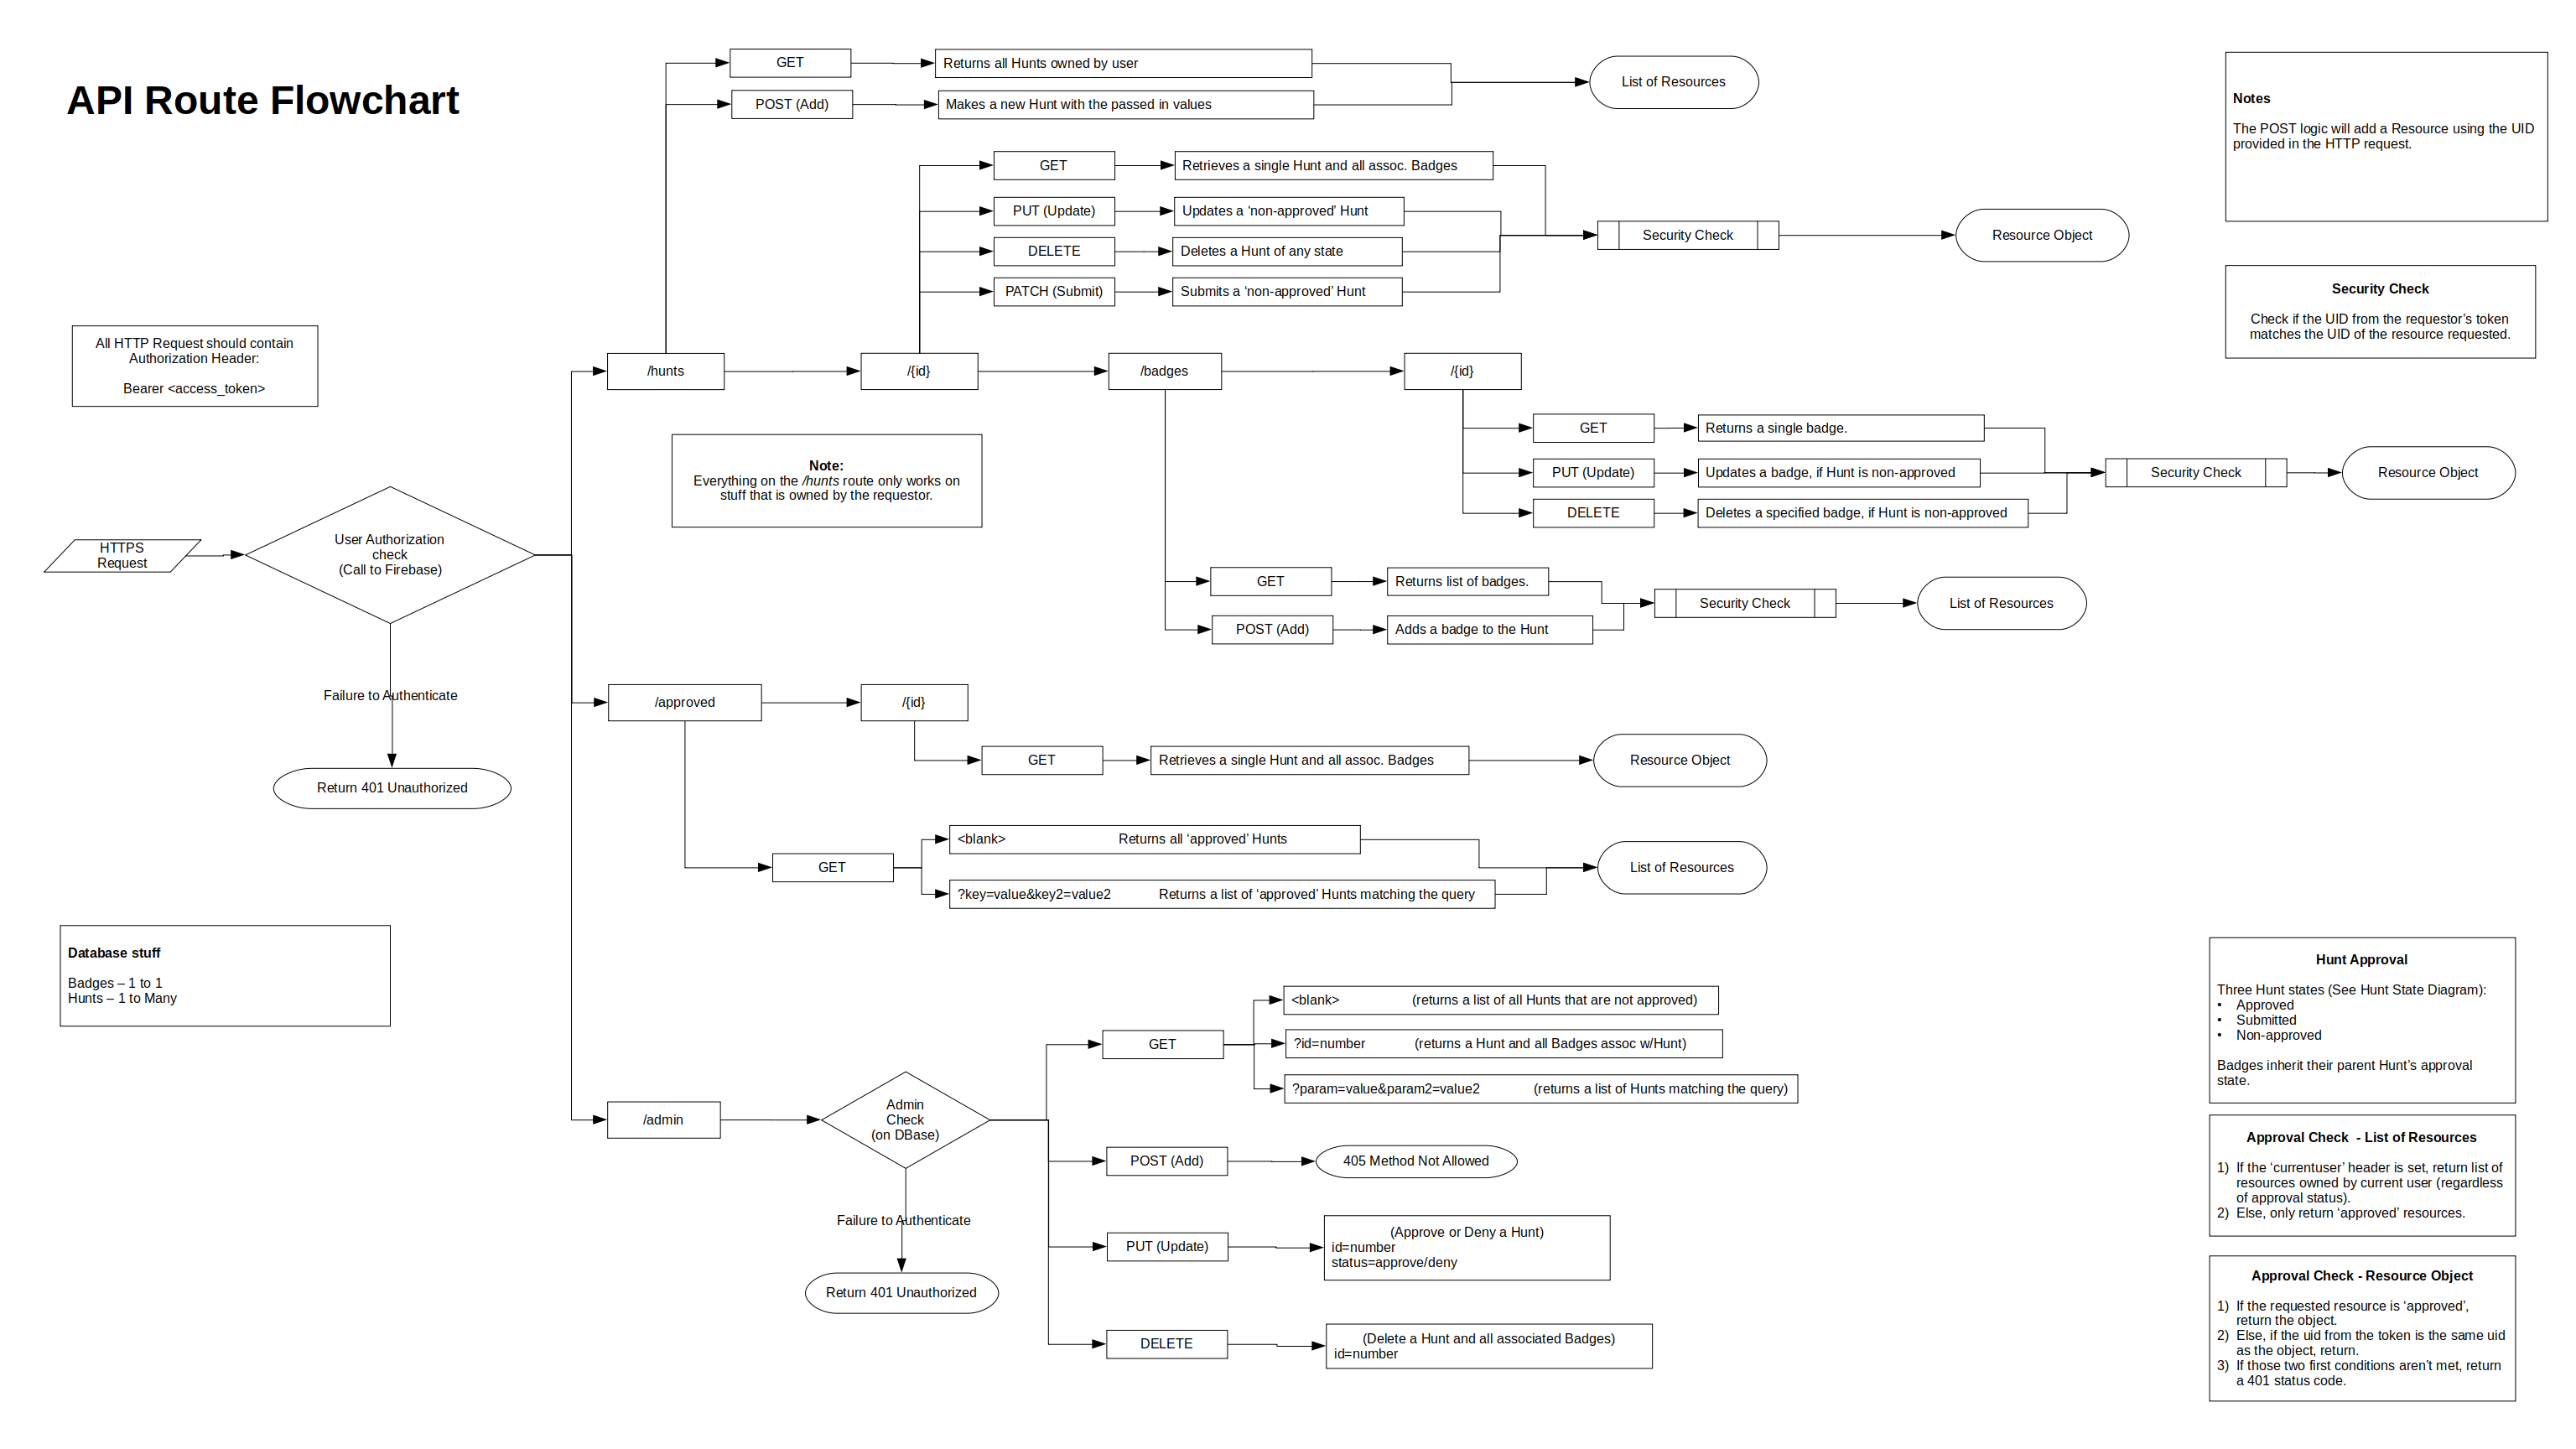 API Route Flowchart
GET
Returns all Hunts owned by user
List of Resources
POST (Add)
Makes a new Hunt with the passed in values
Notes
The POST logic will add a Resource using the UID
provided in the HTTP request.
GET
Retrieves a single Hunt and all assoc. Badges
PUT (Update)
Updates a ‘non-approved’ Hunt
DELETE
Deletes a Hunt of any state
PATCH (Submit)
Submits a ‘non-approved’ Hunt
Security Check
Resource Object
Security Check
Check if the UID from the requestor’s token
matches the UID of the resource requested.
All HTTP Request should contain
Authorization Header:
Bearer <access_token>
/hunts
/{id}
/badges
/{id}
Note:
Everything on the /hunts route only works on
stuff that is owned by the requestor.
GET
Returns a single badge.
PUT (Update)
Updates a badge, if Hunt is non-approved
DELETE
Deletes a specified badge, if Hunt is non-approved
Security Check
Resource Object
HTTPS
Request
User Authorization
check
(Call to Firebase)
GET
Returns list of badges.
POST (Add)
Adds a badge to the Hunt
Security Check
List of Resources
Failure to Authenticate
Return 401 Unauthorized
/approved
/{id}
GET
Retrieves a single Hunt and all assoc. Badges
Resource Object
GET
<blank> Returns all ‘approved’ Hunts
?key=value&key2=value2 Returns a list of ‘approved’ Hunts matching the query
List of Resources
Database stuff
Badges – 1 to 1
Hunts – 1 to Many
/admin
Admin
Check
(on DBase)
Failure to Authenticate
Return 401 Unauthorized
GET
<blank> (returns a list of all Hunts that are not approved)
?id=number (returns a Hunt and all Badges assoc w/Hunt)
?param=value&param2=value2 (returns a list of Hunts matching the query)
POST (Add)
405 Method Not Allowed
PUT (Update)
(Approve or Deny a Hunt)
id=number
status=approve/deny
DELETE
(Delete a Hunt and all associated Badges)
id=number
Hunt Approval
Three Hunt states (See Hunt State Diagram):
• Approved
• Submitted
• Non-approved
Badges inherit their parent Hunt’s approval
state.
Approval Check - List of Resources
1) If the ‘currentuser’ header is set, return list of
resources owned by current user (regardless
of approval status).
2) Else, only return ‘approved’ resources.
Approval Check - Resource Object
1) If the requested resource is ‘approved’,
return the object.
2) Else, if the uid from the token is the same uid
as the object, return.
3) If those two first conditions aren’t met, return
a 401 status code.